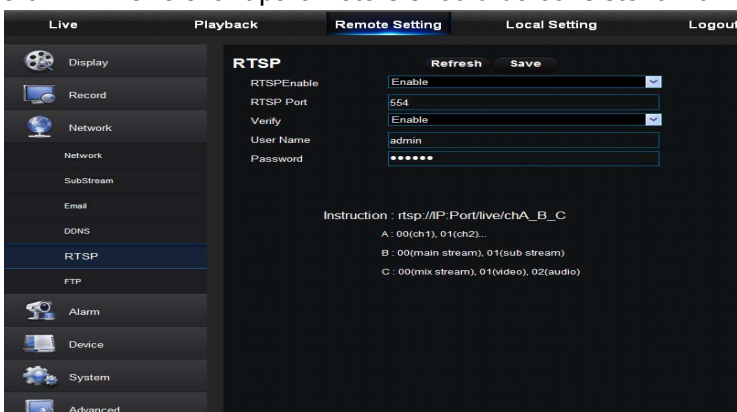 Live Playback Remote Setting Local Setting Logout
Display
Record
Network
Network
SubStream
Email
DDNS
RTSP
FTP
Alarm
Device
System
Advanced
RTSP Refresh Save
RTSPEnable Enable
RTSP Port 554
Verify Enable
User Name admin
Password ●●●●●●
Instruction : rtsp://IP:Port/live/chA_B_C
A : 00(ch1), 01(ch2)...
B : 00(main stream), 01(sub stream)
C : 00(mix stream), 01(video), 02(audio)